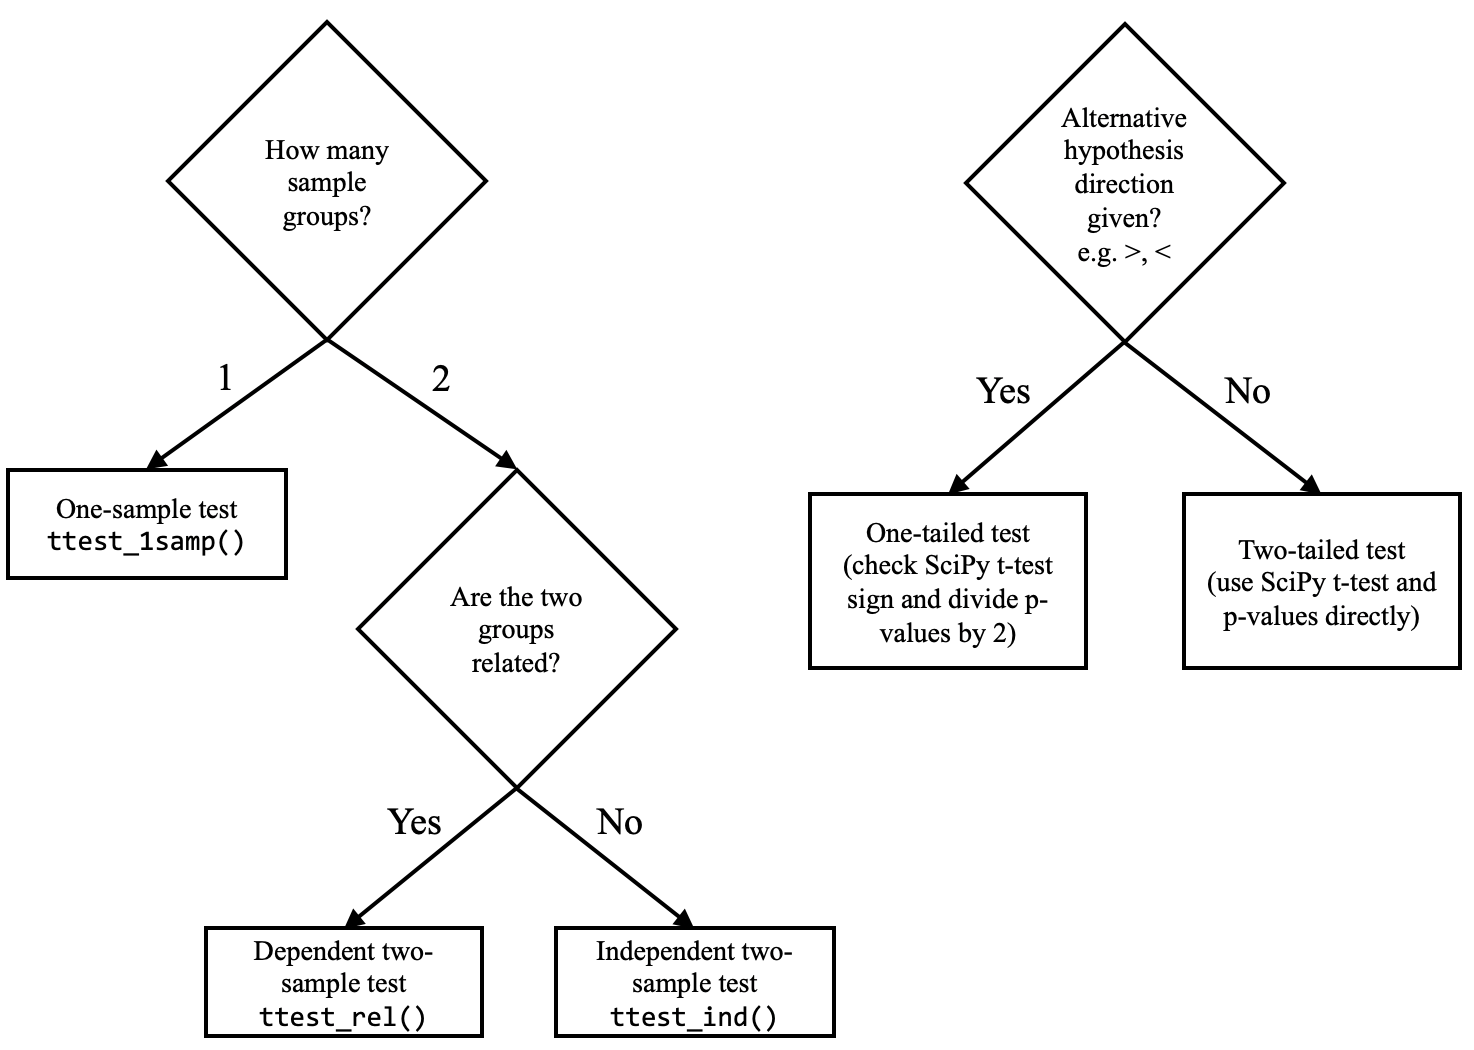 How many
sample
groups?
1
2
One-sample test
ttest_1samp()
Are the two
groups
related?
Yes
No
Dependent two-
sample test
ttest_rel()
Independent two-
sample test
ttest_ind()
Alternative
hypothesis
direction
given?
e.g. >, <
Yes
No
One-tailed test
(check SciPy t-test
sign and divide p-
values by 2)
Two-tailed test
(use SciPy t-test and
p-values directly)